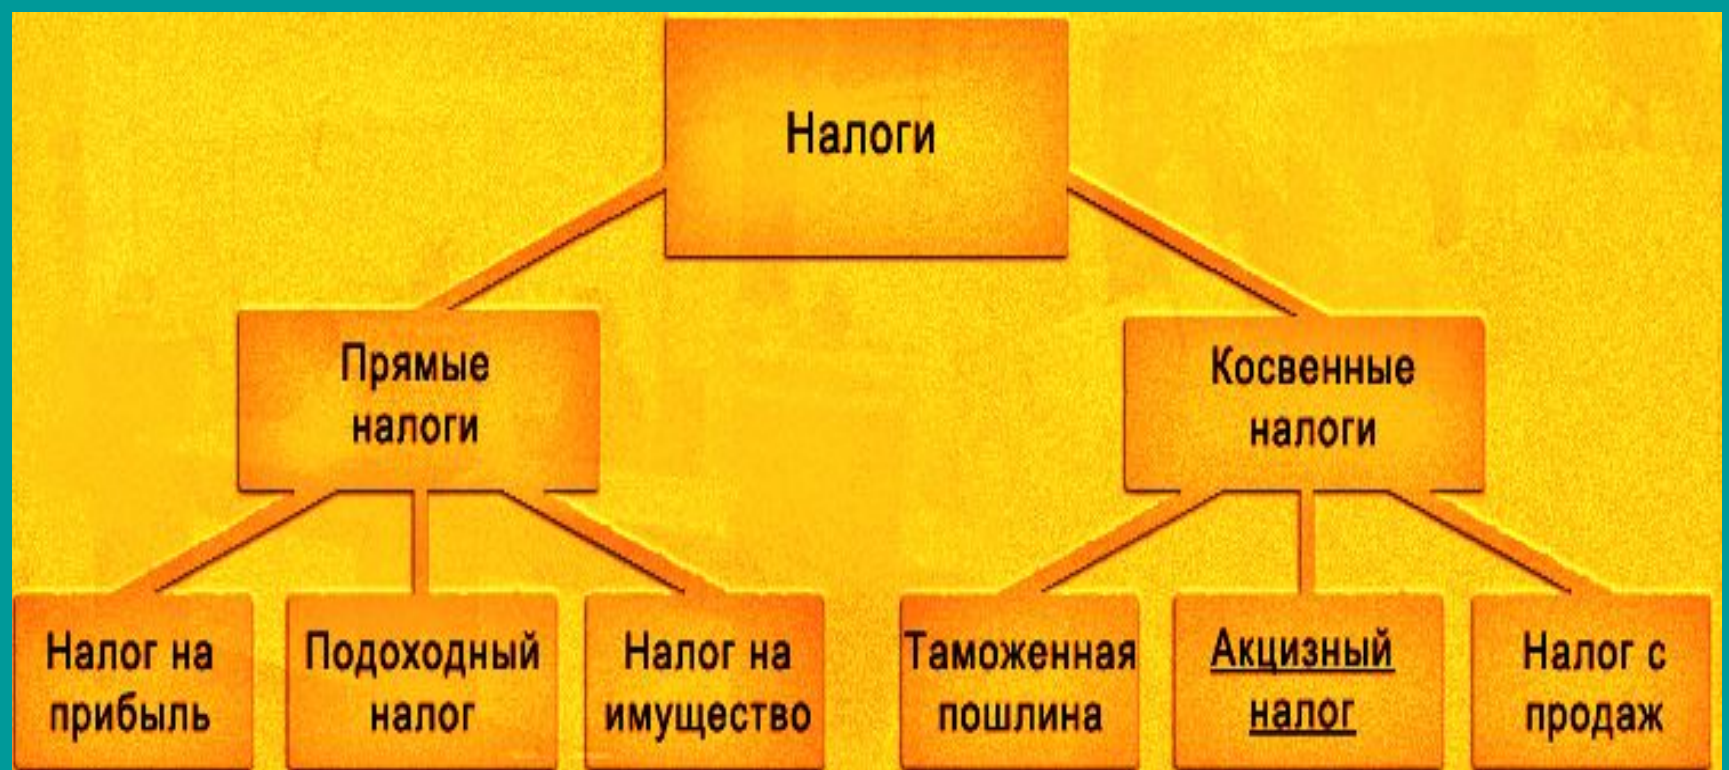 Налоги
Прямые
налоги
Косвенные
налоги
Налог на
прибыль
Подоходный
налог
Налог на
имущество
Таможенная
пошлина
Акцизный
налог
Налог с
продаж